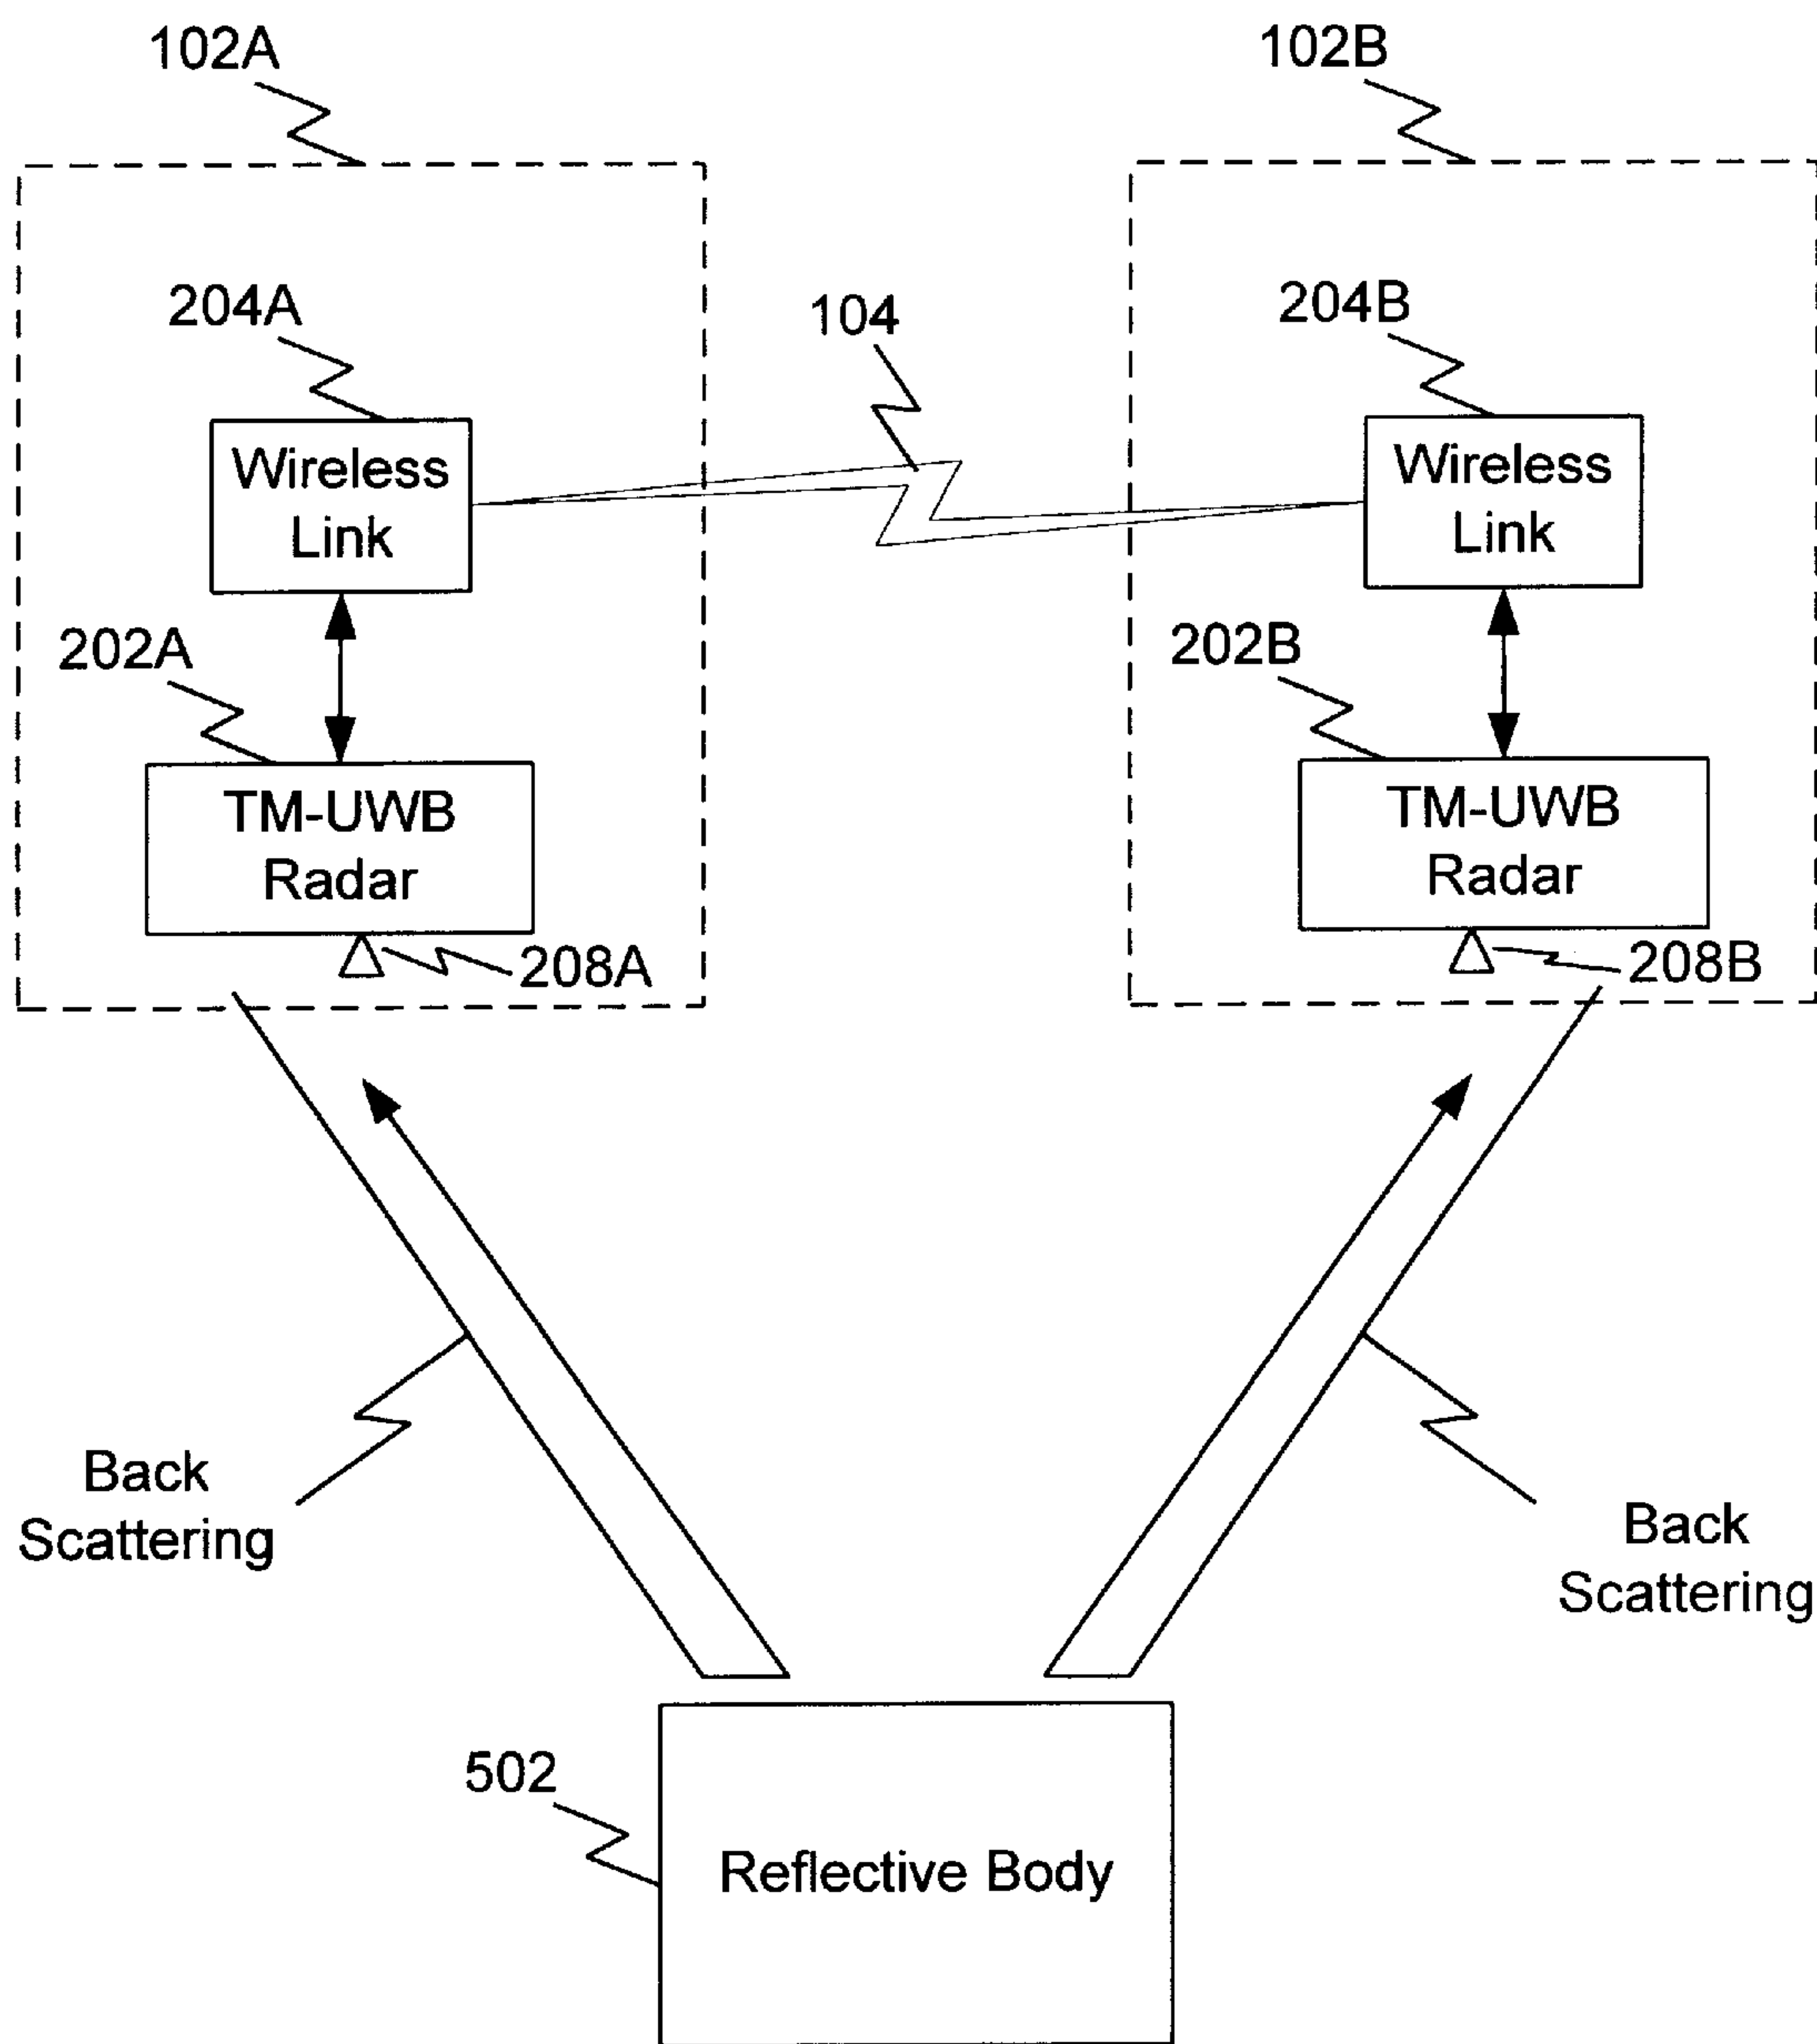 102A
102B
204A
104
204B
Wireless
Link
Wireless
Link
202A
202B
TM-UWB
Radar
TM-UWB
Radar
208A
208B
Back
Scattering
Back
Scattering
502
Reflective Body